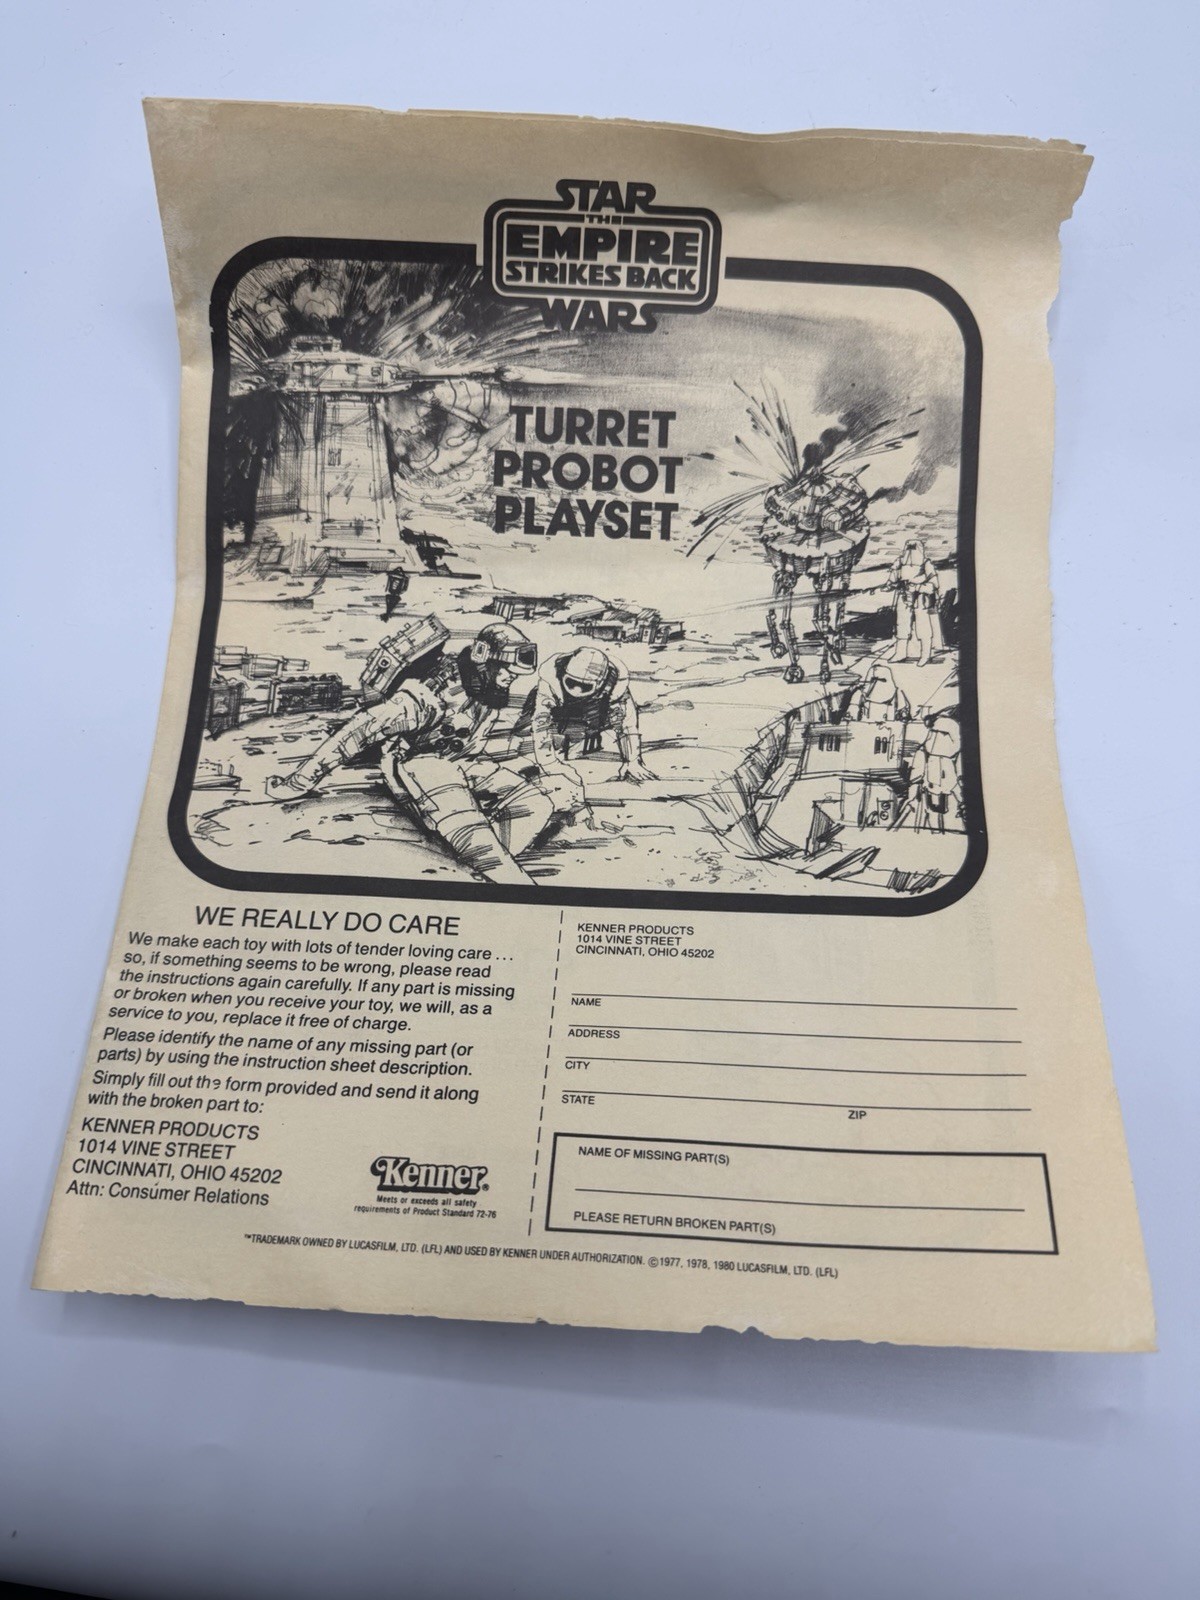 STAR
THE
EMPIRE
STRIKES BACK
WARS
TURRET
PROBOT
PLAYSET
WE REALLY DO CARE
We make each toy with lots of tender loving care ...
so, if something seems to be wrong, please read
the instructions again carefully. If any part is missing
or broken when you receive your toy, we will, as a
service to you, replace it free of charge.
Please identify the name of any missing part (or
parts) by using the instruction sheet description.
Simply fill out the form provided and send it along
with the broken part to:
KENNER PRODUCTS
1014 VINE STREET
CINCINNATI, OHIO 45202
Attn: Consumer Relations
Kenner®
Meets or exceeds all safety
requirements of Product Standard 72-76
KENNER PRODUCTS
1014 VINE STREET
CINCINNATI, OHIO 45202
NAME
ADDRESS
CITY
STATE ZIP
NAME OF MISSING PART(S)
PLEASE RETURN BROKEN PART(S)
™TRADEMARK OWNED BY LUCASFILM, LTD. (LFL) AND USED BY KENNER UNDER AUTHORIZATION. ©1977, 1978, 1980 LUCASFILM, LTD. (LFL)